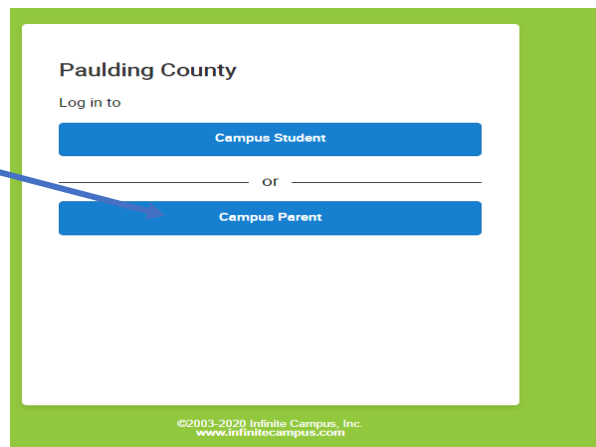 Paulding County
Log in to
Campus Student
or
Campus Parent
©2003-2020 Infinite Campus, Inc.
www.infinitecampus.com